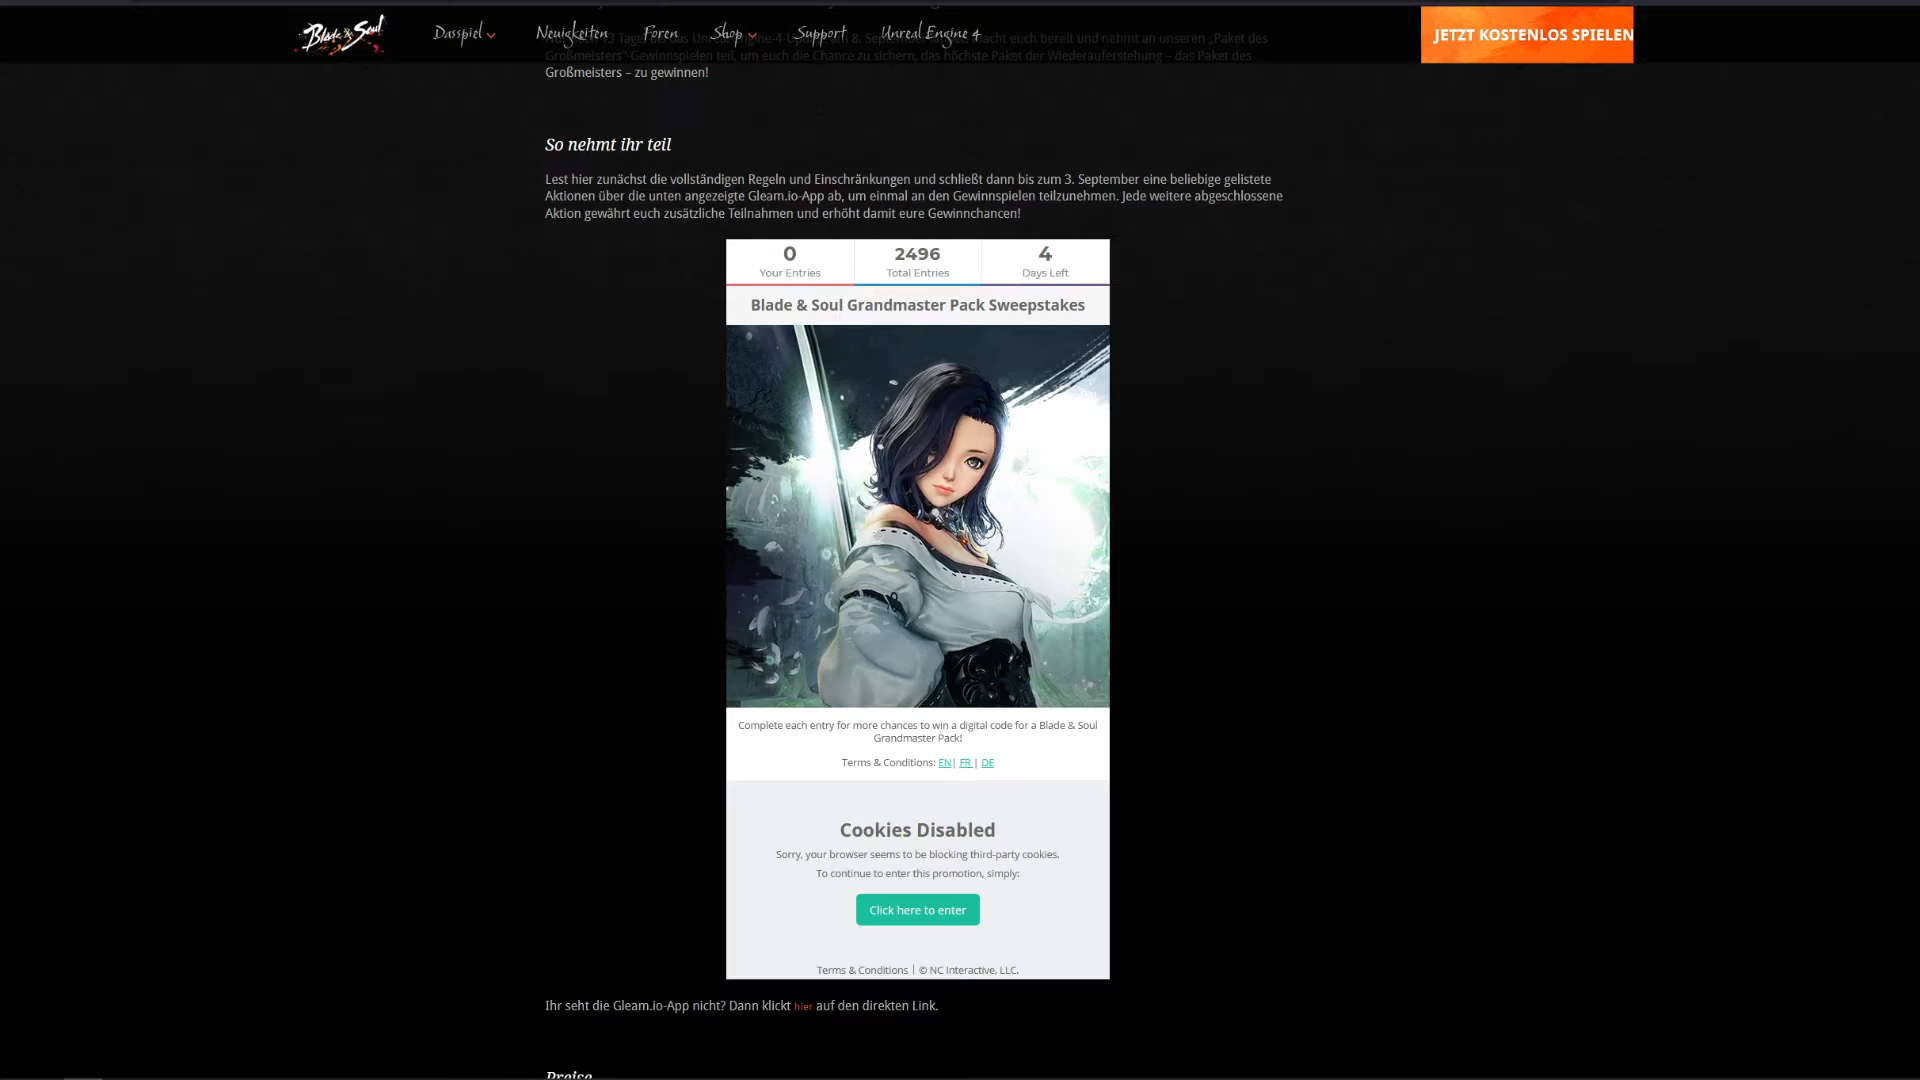 Blade & Soul
Dasspiel
Neuigkeiten
Foren
Shop
Support
Unreal Engine 4
JETZT KOSTENLOS SPIELEN
Großmeisters"-Gewinnspielen teil, um euch die Chance zu sichern, das höchste Paket der Wiederauferstehung – das Paket des
Großmeisters – zu gewinnen!
So nehmt ihr teil
Lest hier zunächst die vollständigen Regeln und Einschränkungen und schließt dann bis zum 3. September eine beliebige gelistete
Aktionen über die unten angezeigte Gleam.io-App ab, um einmal an den Gewinnspielen teilzunehmen. Jede weitere abgeschlossene
Aktion gewährt euch zusätzliche Teilnahmen und erhöht damit eure Gewinnchancen!
0
Your Entries
2496
Total Entries
4
Days Left
Blade & Soul Grandmaster Pack Sweepstakes
Complete each entry for more chances to win a digital code for a Blade & Soul
Grandmaster Pack!
Terms & Conditions: EN| FR | DE
Cookies Disabled
Sorry, your browser seems to be blocking third-party cookies.
To continue to enter this promotion, simply:
Click here to enter
Terms & Conditions | © NC Interactive, LLC.
Ihr seht die Gleam.io-App nicht? Dann klickt hier auf den direkten Link.
Preise